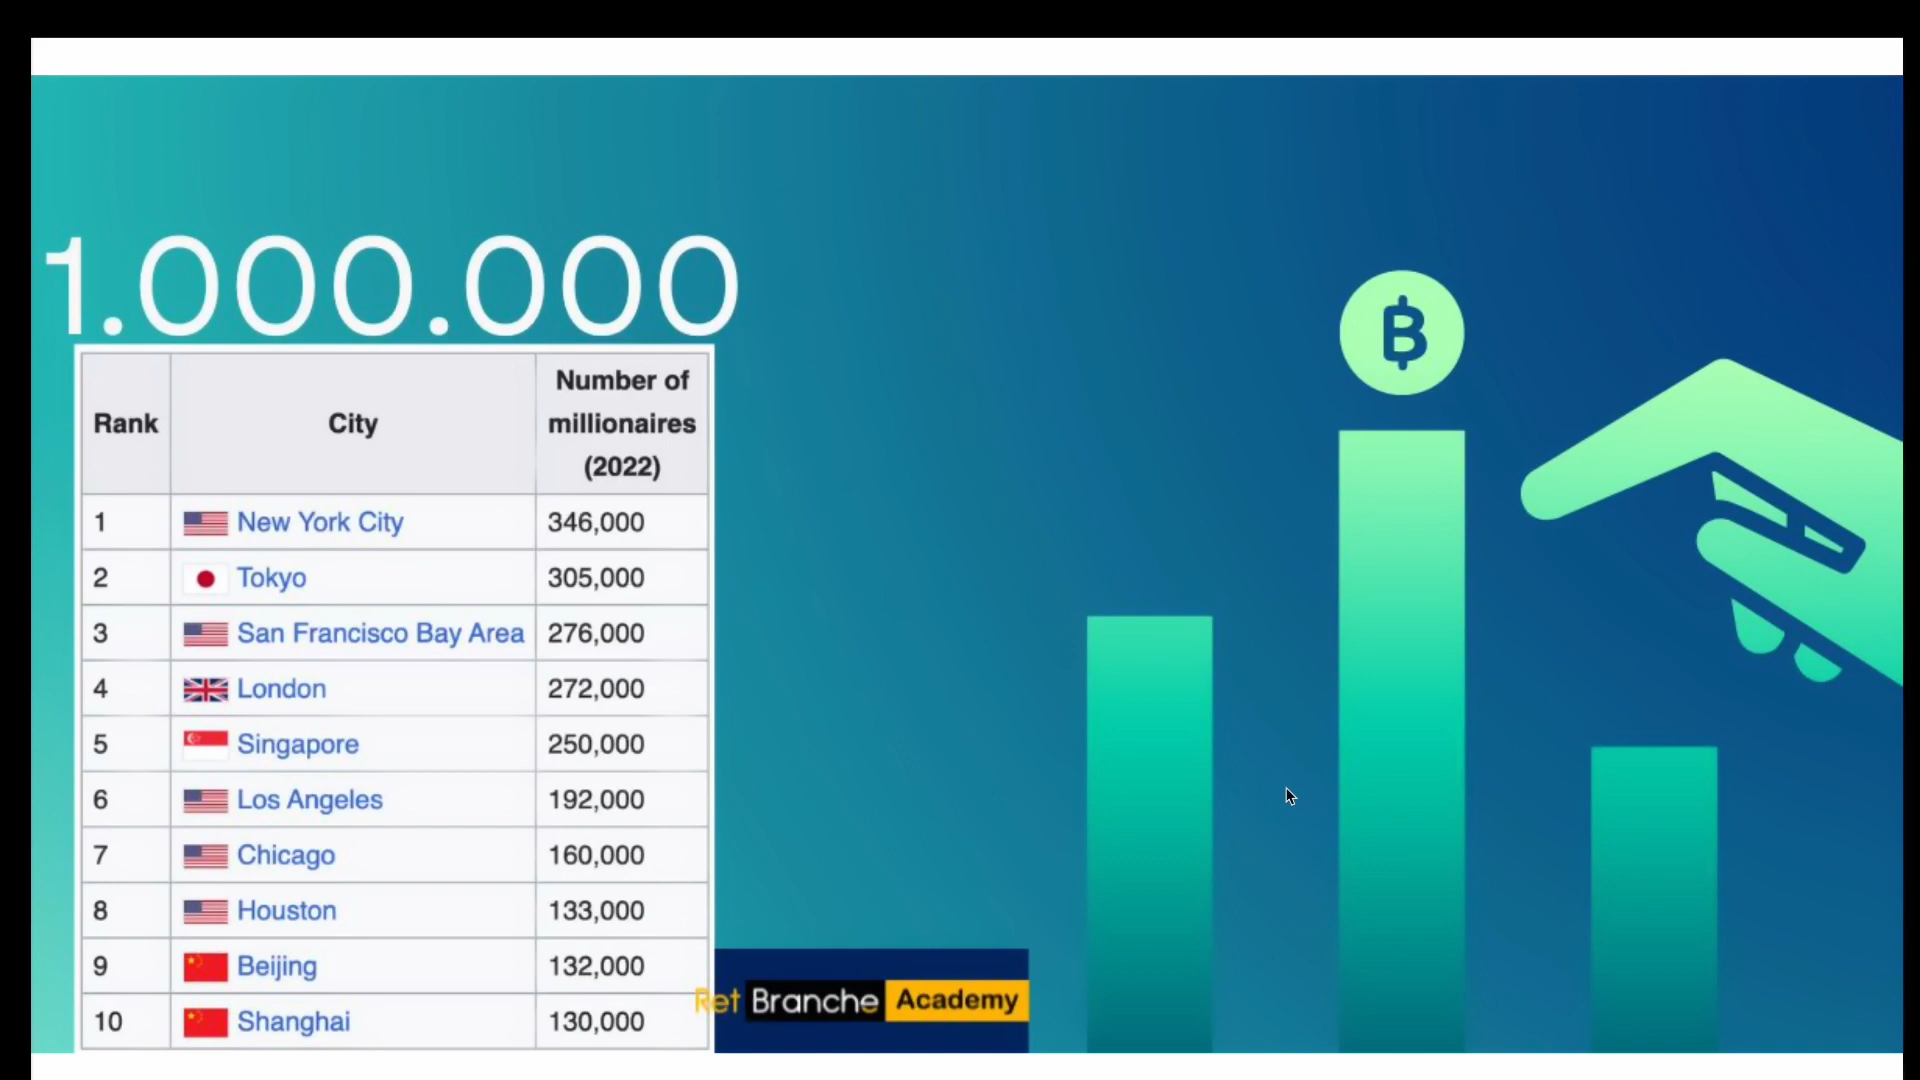 1.000.000
Rank City Number of millionaires (2022)
1 New York City 346,000
2 Tokyo 305,000
3 San Francisco Bay Area 276,000
4 London 272,000
5 Singapore 250,000
6 Los Angeles 192,000
7 Chicago 160,000
8 Houston 133,000
9 Beijing 132,000
10 Shanghai 130,000
Ret Branche Academy